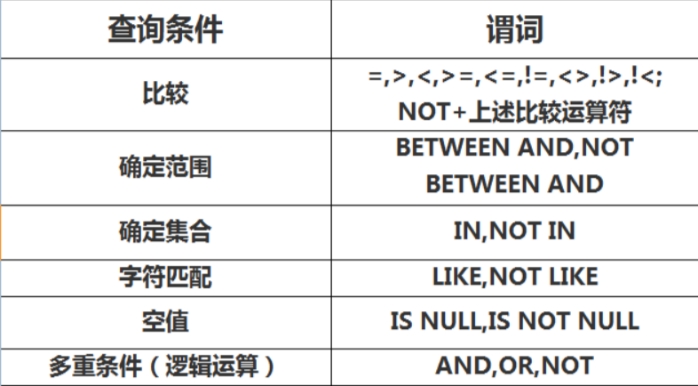 查询条件 谓词
比较 =,>,<,>=,<=,!=,<>,!>,!<;
NOT+上述比较运算符
确定范围 BETWEEN AND,NOT
BETWEEN AND
确定集合 IN,NOT IN
字符匹配 LIKE,NOT LIKE
空值 IS NULL,IS NOT NULL
多重条件（逻辑运算） AND,OR,NOT